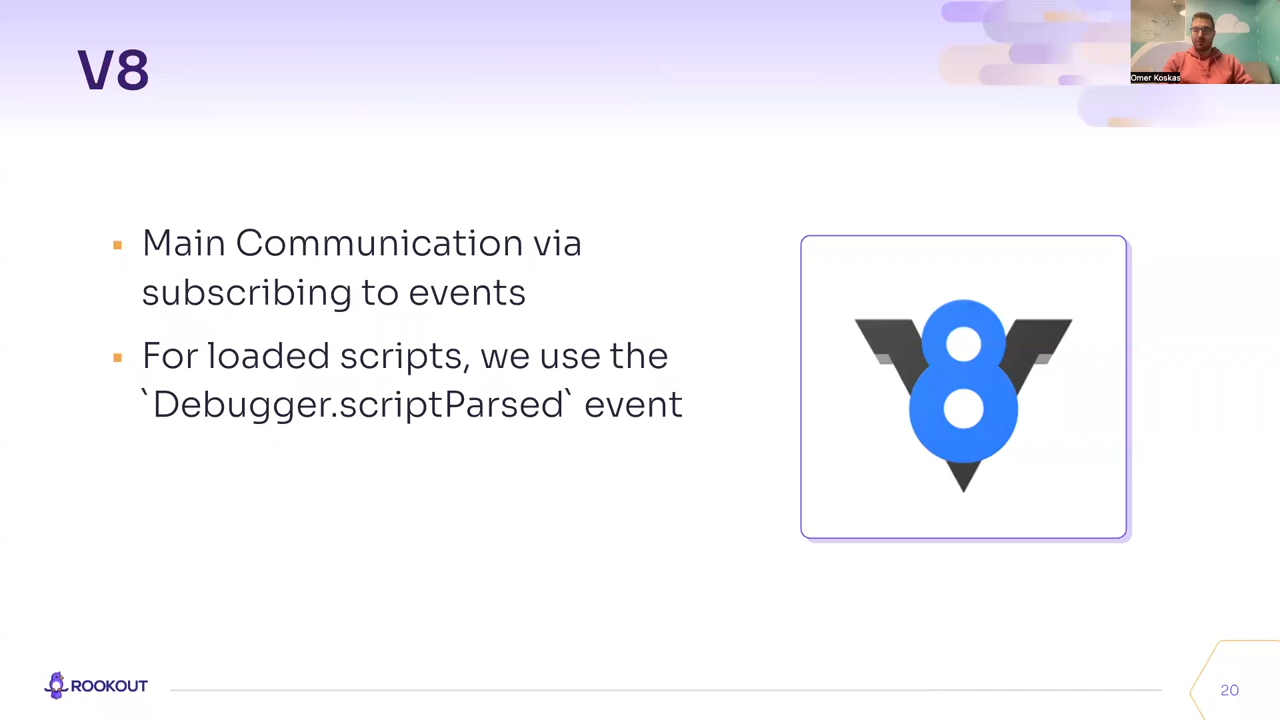 V8
Omer Koskas
Main Communication via
subscribing to events
For loaded scripts, we use the
`Debugger.scriptParsed` event
V8
ROOKOUT
20